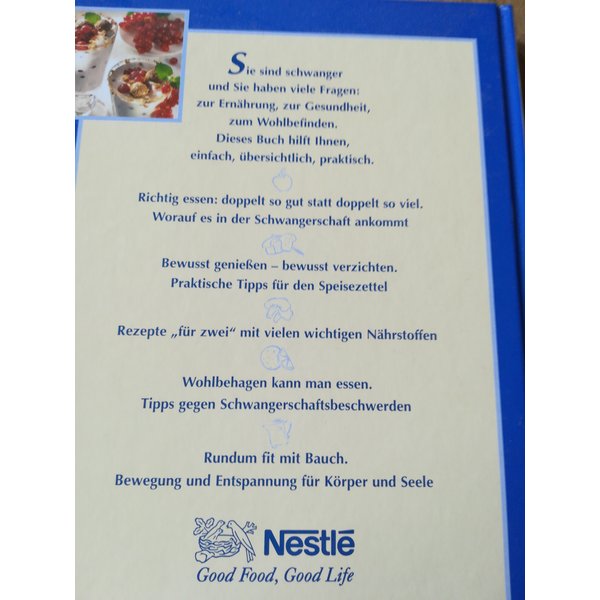 Sie sind schwanger
und Sie haben viele Fragen:
zur Ernährung, zur Gesundheit,
zum Wohlbefinden.
Dieses Buch hilft Ihnen,
einfach, übersichtlich, praktisch.
Richtig essen: doppelt so gut statt doppelt so viel.
Worauf es in der Schwangerschaft ankommt
Bewusst genießen – bewusst verzichten.
Praktische Tipps für den Speisezettel
Rezepte „für zwei“ mit vielen wichtigen Nährstoffen
Wohlbehagen kann man essen.
Tipps gegen Schwangerschaftsbeschwerden
Rundum fit mit Bauch.
Bewegung und Entspannung für Körper und Seele
Nestlé
Good Food, Good Life